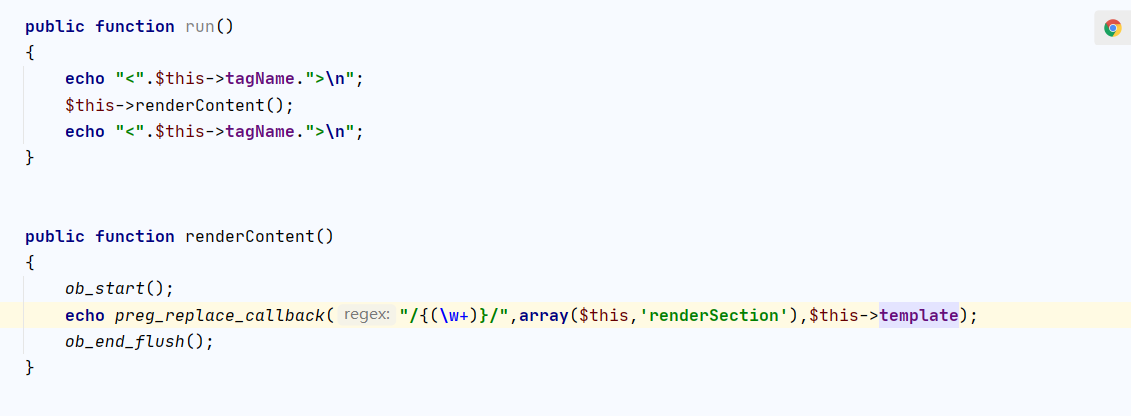 public function run()
{
    echo "<".$this->tagName.">\n";
    $this->renderContent();
    echo "<".$this->tagName.">\n";
}
public function renderContent()
{
    ob_start();
    echo preg_replace_callback( regex: "/{(\w+)}/",array($this,'renderSection'),$this->template);
    ob_end_flush();
}